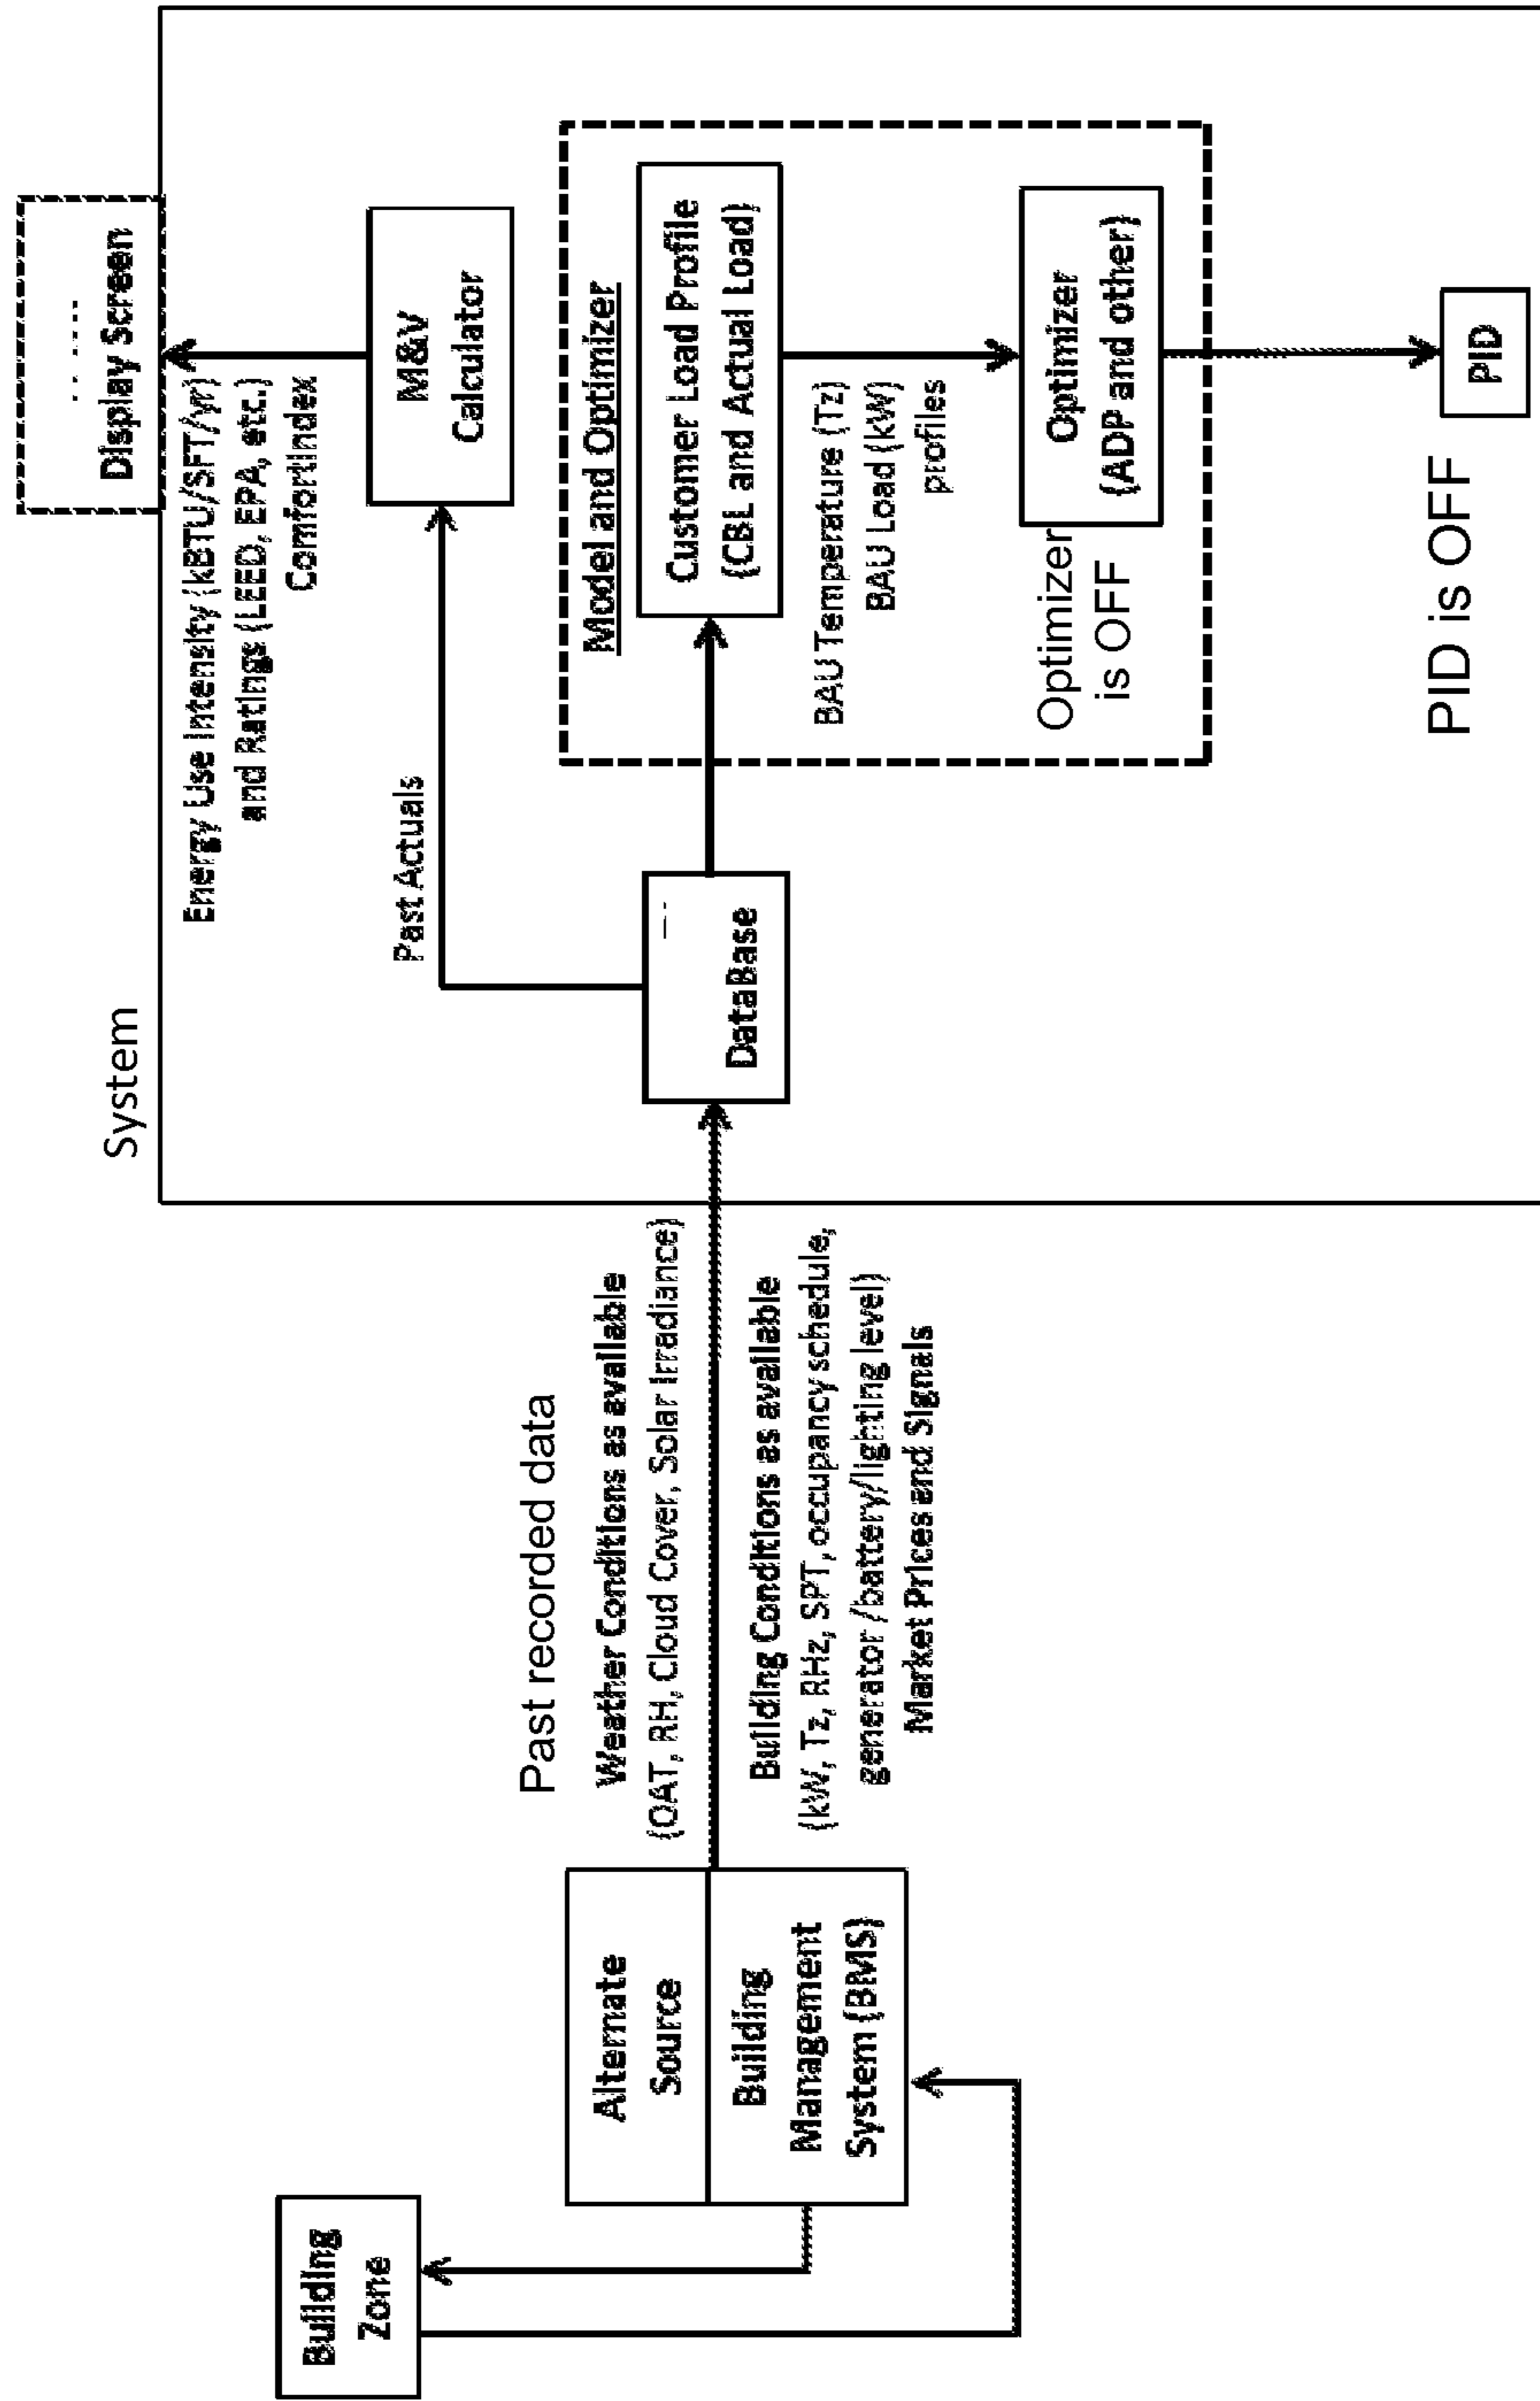 System
Display Screen
Energy Use Intensity (kBTU/SFT/yr)
and Ratings (LEED, EPA, etc.)
ComfortIndex
M&V
Calculator
Past Actuals
Model and Optimizer
Customer Load Profile
(CBL and Actual Load)
DataBase
BAU Temperature (Tz)
BAU Load (kW)
profiles
Optimizer
is OFF
Optimizer
(ADP and other)
PID is OFF
PID
Past recorded data
Weather Conditions as available
(OAT, RH, Cloud Cover, Solar Irradiance)
Building Conditions as available
(kW, Tz, RHz, SPT, occupancy schedule,
generator /battery/lighting level)
Market Prices and Signals
Building
Zone
Alternate
Source
Building
Management
System (BMS)